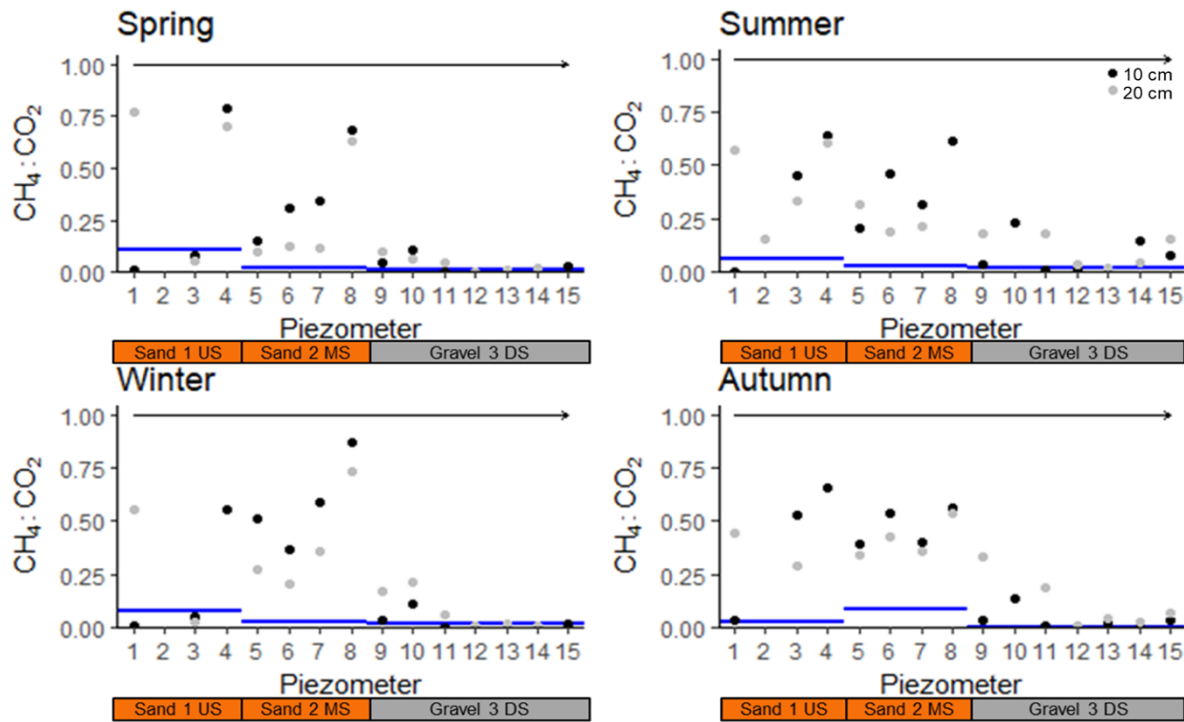 Spring
CH₄ : CO₂
1.00
0.75
0.50
0.25
0.00
1 2 3 4 5 6 7 8 9 10 11 12 13 14 15
Piezometer
Sand 1 US Sand 2 MS Gravel 3 DS
Summer
10 cm
20 cm
CH₄ : CO₂
1.00
0.75
0.50
0.25
0.00
1 2 3 4 5 6 7 8 9 10 11 12 13 14 15
Piezometer
Sand 1 US Sand 2 MS Gravel 3 DS
Winter
CH₄ : CO₂
1.00
0.75
0.50
0.25
0.00
1 2 3 4 5 6 7 8 9 10 11 12 13 14 15
Piezometer
Sand 1 US Sand 2 MS Gravel 3 DS
Autumn
CH₄ : CO₂
1.00
0.75
0.50
0.25
0.00
1 2 3 4 5 6 7 8 9 10 11 12 13 14 15
Piezometer
Sand 1 US Sand 2 MS Gravel 3 DS